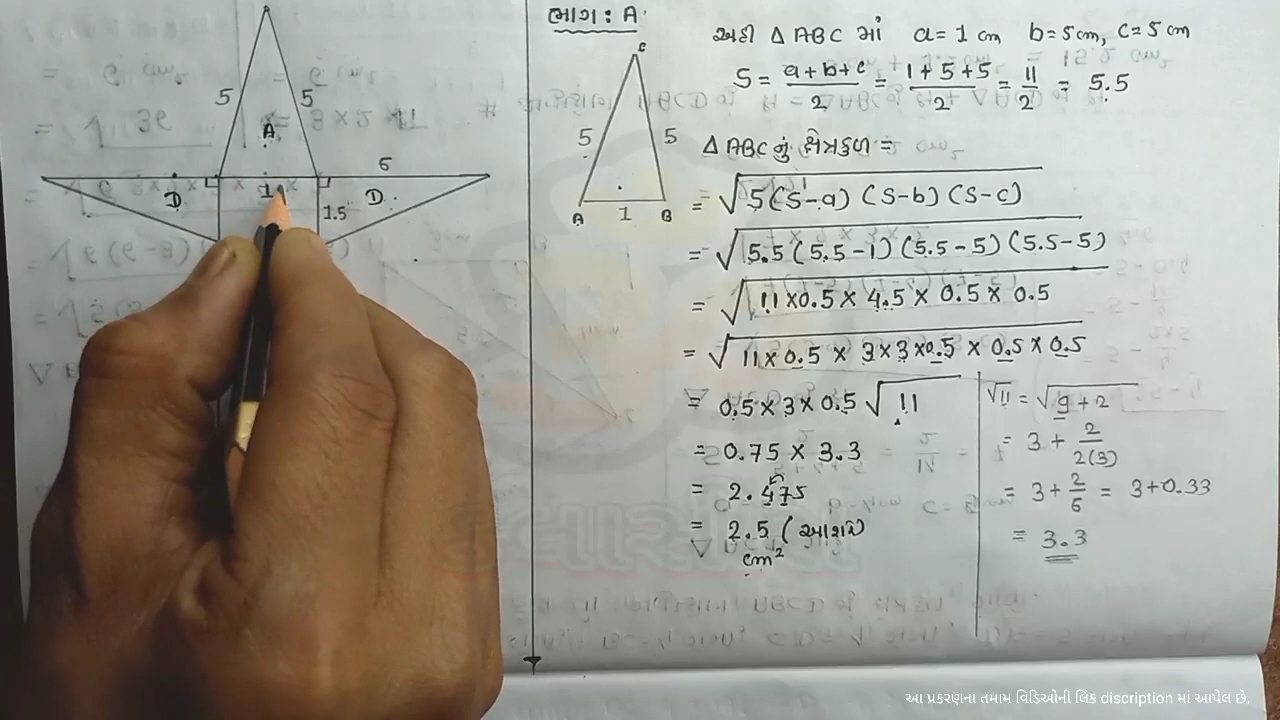 5 5
A
6
D 1 D
1.5
ભાગ : A
C
5 5
A 1 B
અહી △ ABC માં a = 1 cm b = 5 cm, c = 5 cm
S = a+b+c / 2 = 1+5+5 / 2 = 11 / 2 = 5.5
△ ABC નું ક્ષેત્રફળ =
= √S(S-a) (S-b) (S-c)
= √5.5(5.5-1) (5.5-5) (5.5-5)
= √11 × 0.5 × 4.5 × 0.5 × 0.5
= √11 × 0.5 × 3 × 3 × 0.5 × 0.5 × 0.5
= 0.5 × 3 × 0.5 √11
= 0.75 × 3.3
= 2.475
= 2.5 (આશરે
cm²
√11 = √9+2
= 3 + 2 / 2(3)
= 3 + 2 / 6 = 3+0.33
= 3.3
આ પ્રકરણના તમામ વિડિઓની લિંક discription માં આપેલ છે.